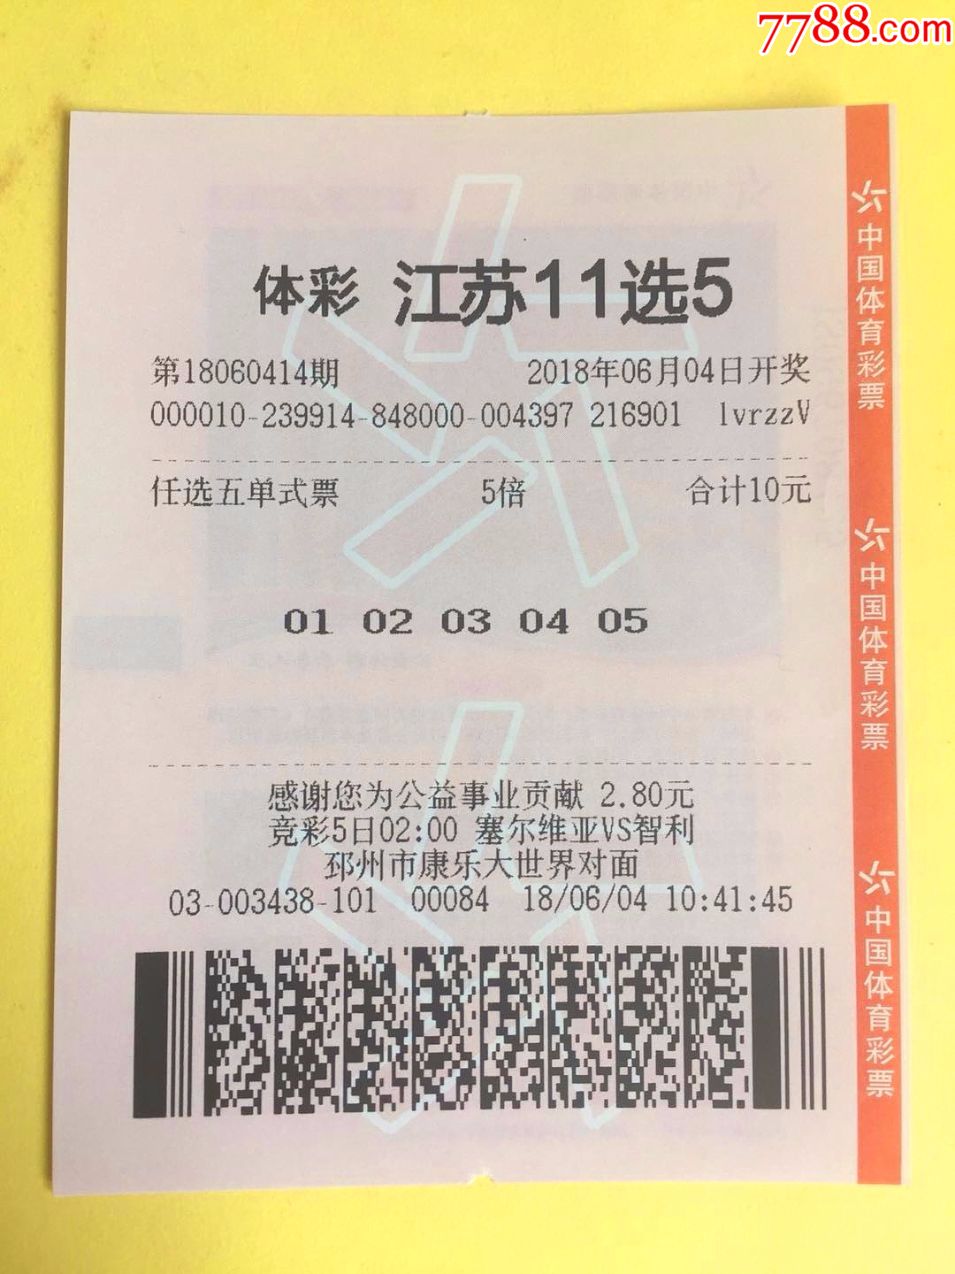 7788.com
体彩 江苏11选5
第18060414期 2018年06月04日开奖
000010-239914-848000-004397 216901 lvrzzV
任选五单式票 5倍 合计10元
01 02 03 04 05
感谢您为公益事业贡献 2.80元
竞彩5日02:00 塞尔维亚VS智利
邳州市康乐大世界对面
03-003438-101 00084 18/06/04 10:41:45
中国体育彩票
中国体育彩票
中国体育彩票